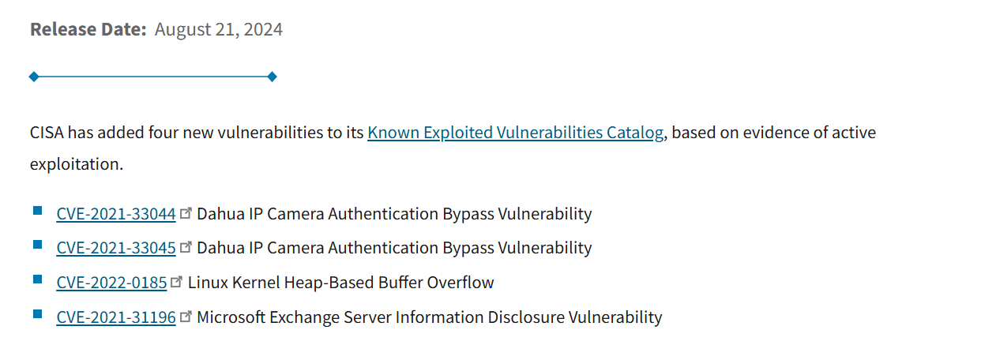 Release Date: August 21, 2024
CISA has added four new vulnerabilities to its Known Exploited Vulnerabilities Catalog, based on evidence of active
exploitation.
CVE-2021-33044 Dahua IP Camera Authentication Bypass Vulnerability
CVE-2021-33045 Dahua IP Camera Authentication Bypass Vulnerability
CVE-2022-0185 Linux Kernel Heap-Based Buffer Overflow
CVE-2021-31196 Microsoft Exchange Server Information Disclosure Vulnerability